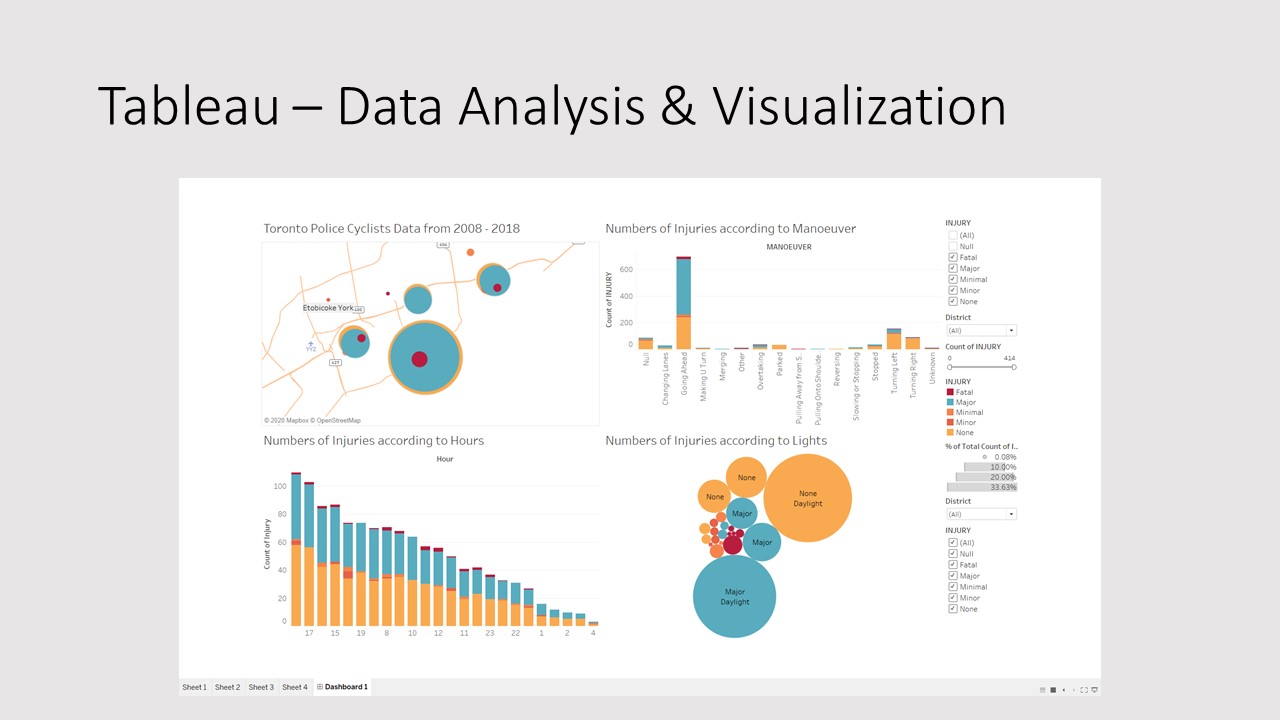 Tableau – Data Analysis & Visualization
Toronto Police Cyclists Data from 2008 - 2018
Etobicoke York
YYZ
427
© 2020 Mapbox © OpenStreetMap
Numbers of Injuries according to Manoeuver
MANOEUVER
Count of INJURY
600
400
200
0
Null
Changing Lanes
Going Ahead
Making U Turn
Merging
Other
Overtaking
Parked
Pulling Away from S..
Pulling Onto Shoulde..
Reversing
Slowing or Stopping
Stopped
Turning Left
Turning Right
Unknown
Numbers of Injuries according to Hours
Hour
Count of Injury
100
80
60
40
20
0
17
15
19
8
10
12
11
23
22
1
2
4
Numbers of Injuries according to Lights
None
None
None
Daylight
Major
Major
Major
Daylight
INJURY
(All)
Null
Fatal
Major
Minimal
Minor
None
District
(All)
Count of INJURY
0
414
INJURY
Fatal
Major
Minimal
Minor
None
% of Total Count of I..
0.08%
10.00%
20.00%
33.63%
District
(All)
INJURY
(All)
Null
Fatal
Major
Minimal
Minor
None
Sheet 1
Sheet 2
Sheet 3
Sheet 4
Dashboard 1